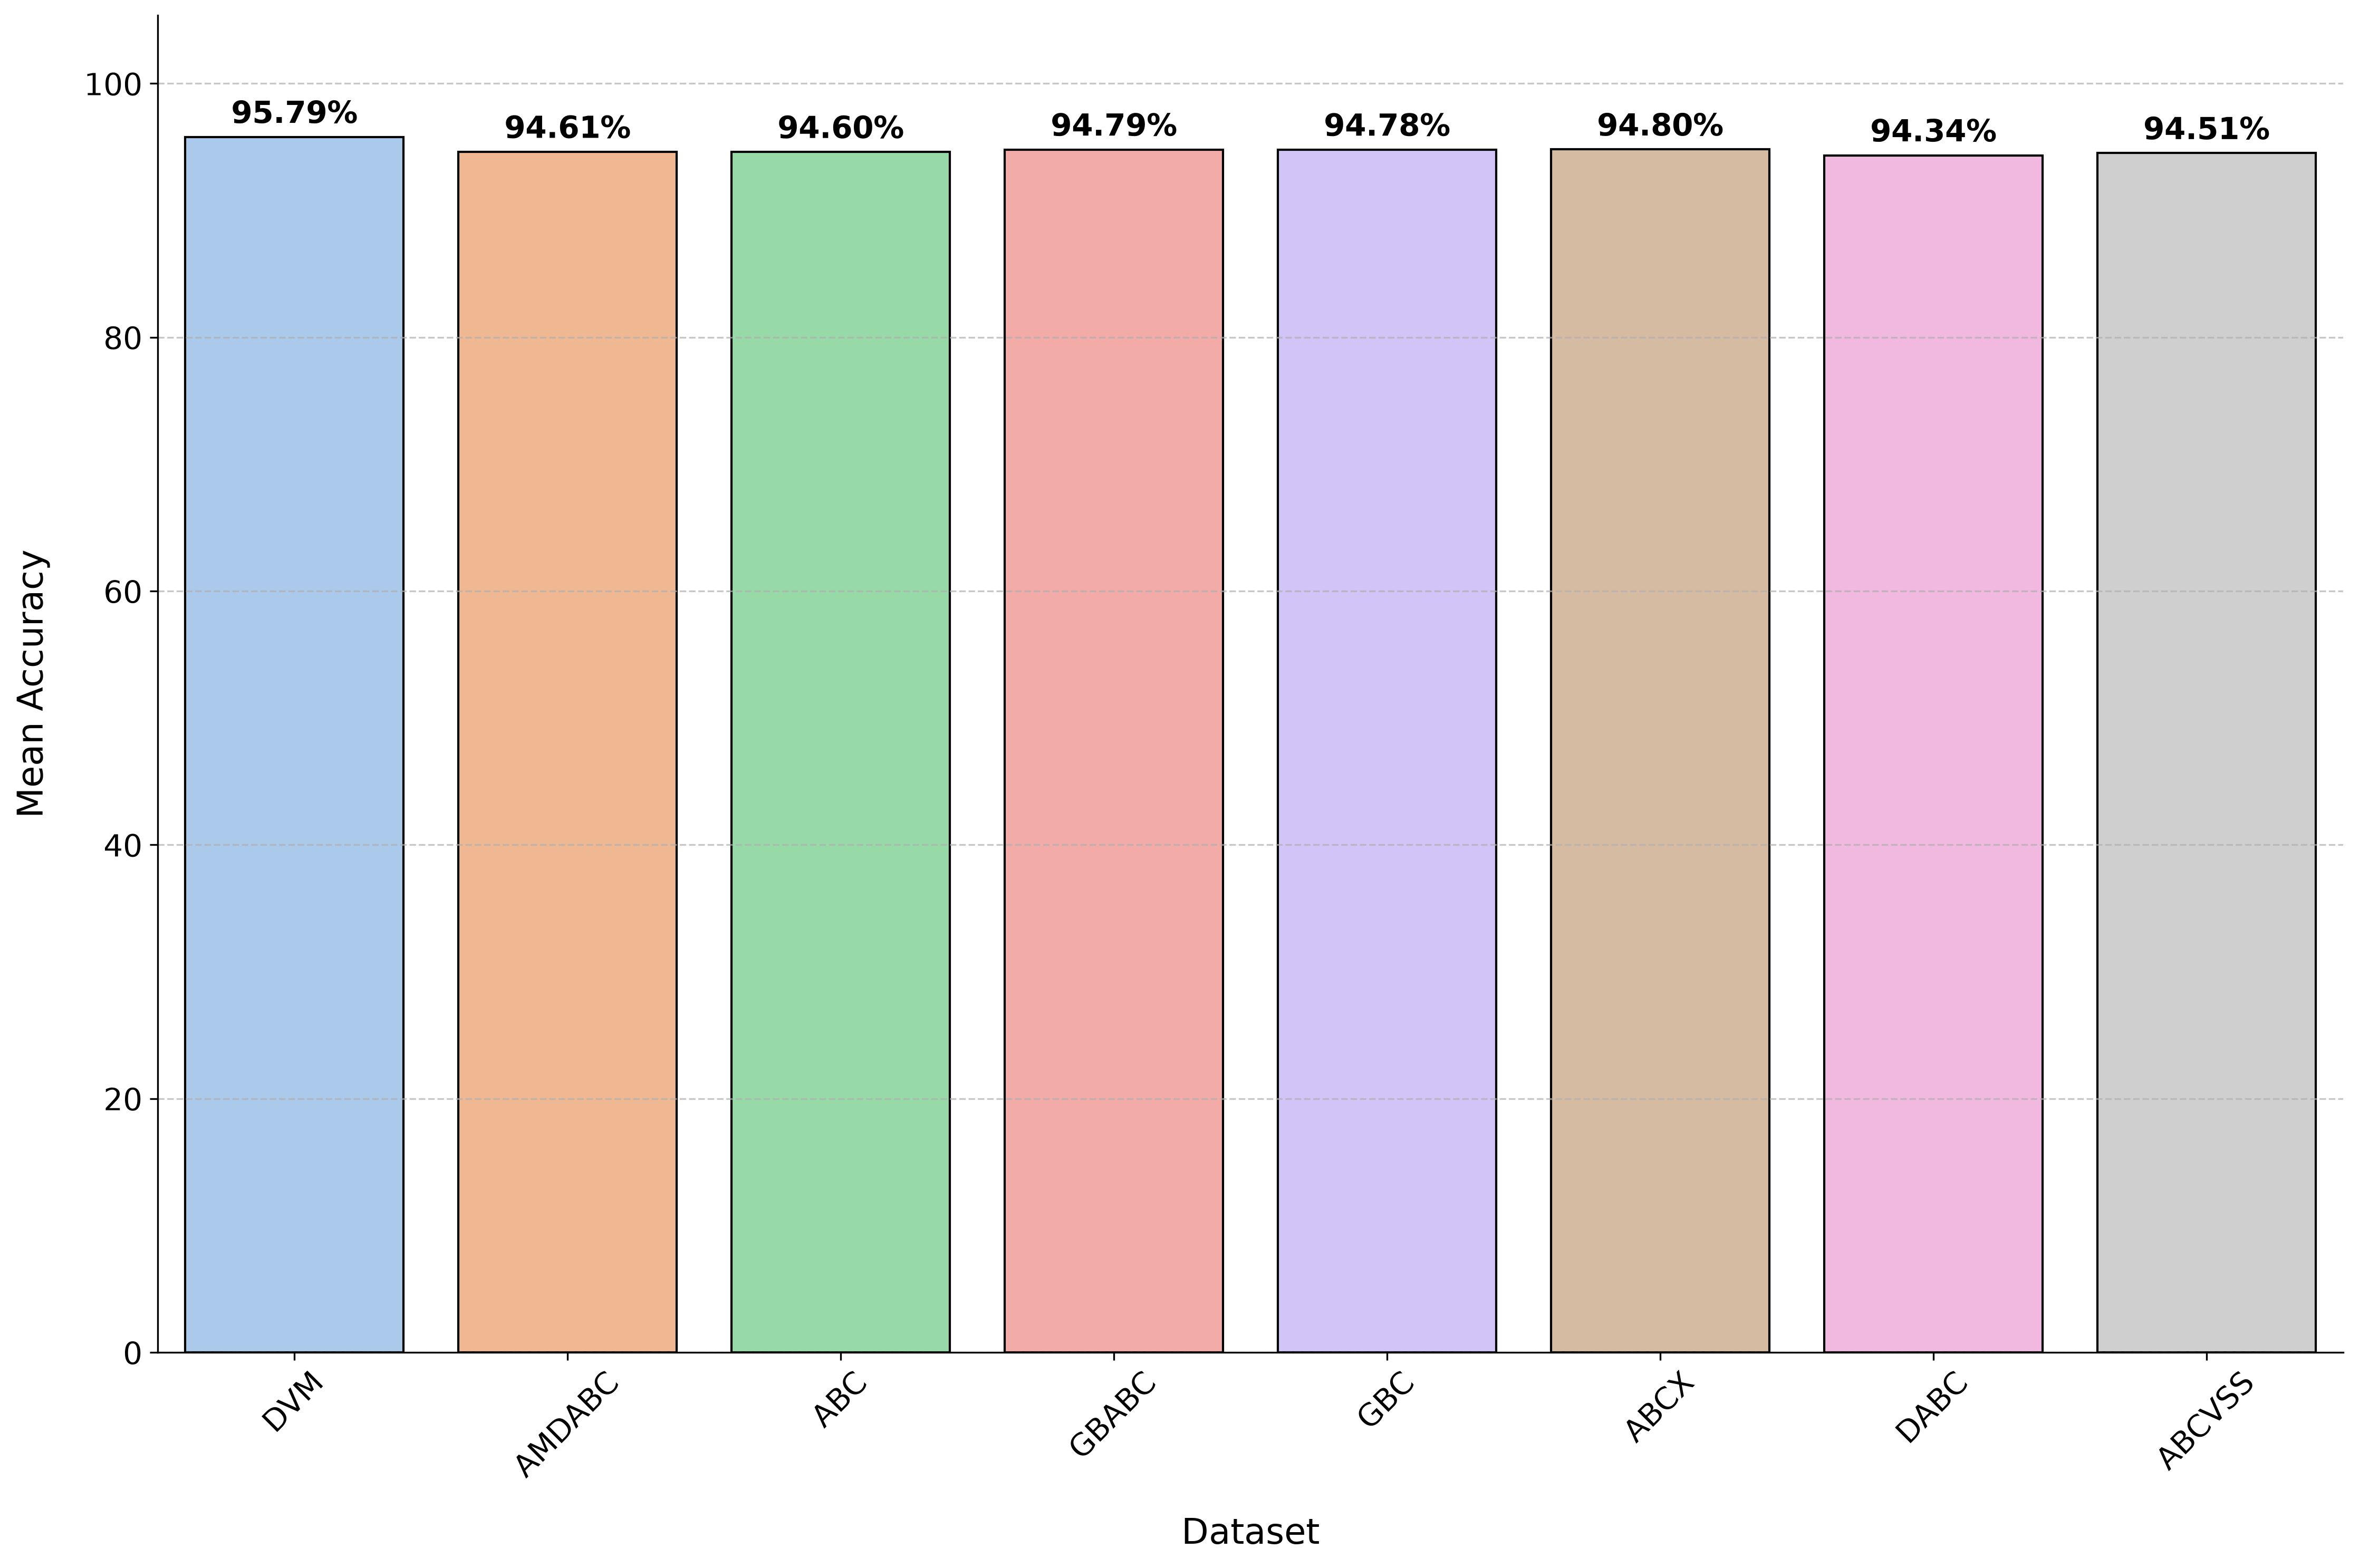 Mean Accuracy
100
80
60
40
20
0
95.79%
94.61%
94.60%
94.79%
94.78%
94.80%
94.34%
94.51%
DVM
AMDABC
ABC
GBABC
GBC
ABCX
DABC
ABCVSS
Dataset